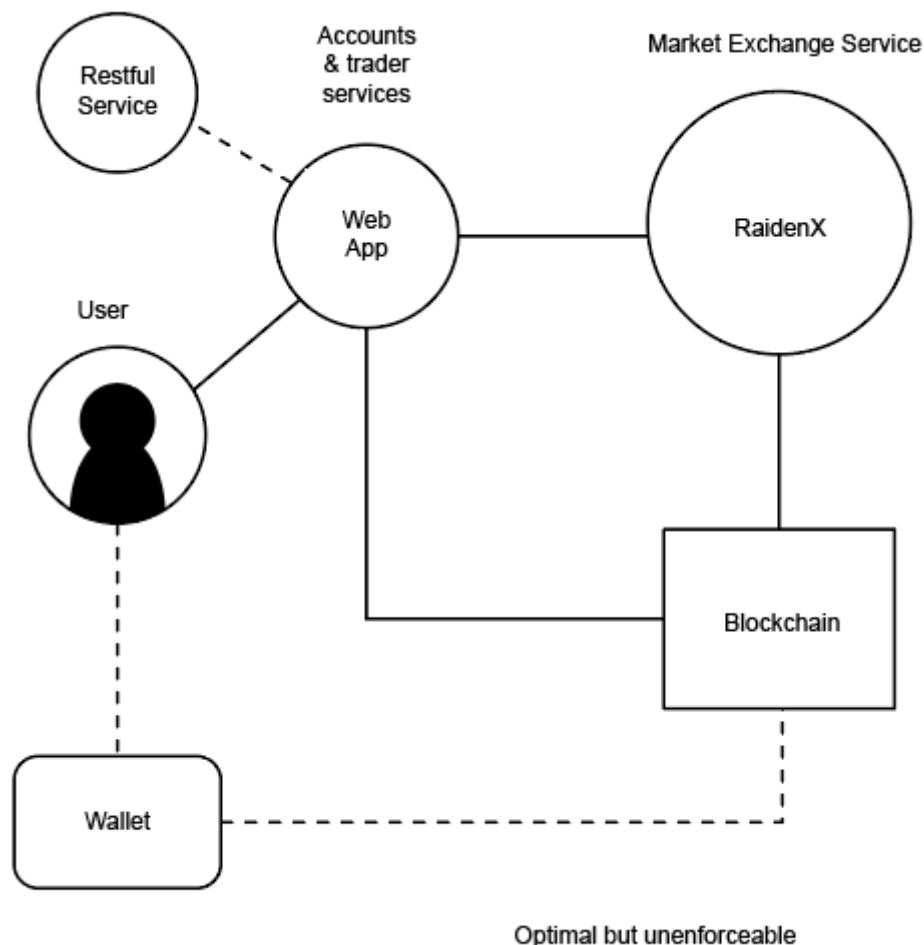 Restful
Service
Accounts
& trader
services
Market Exchange Service
Web
App
RaidenX
User
Blockchain
Wallet
Optimal but unenforceable